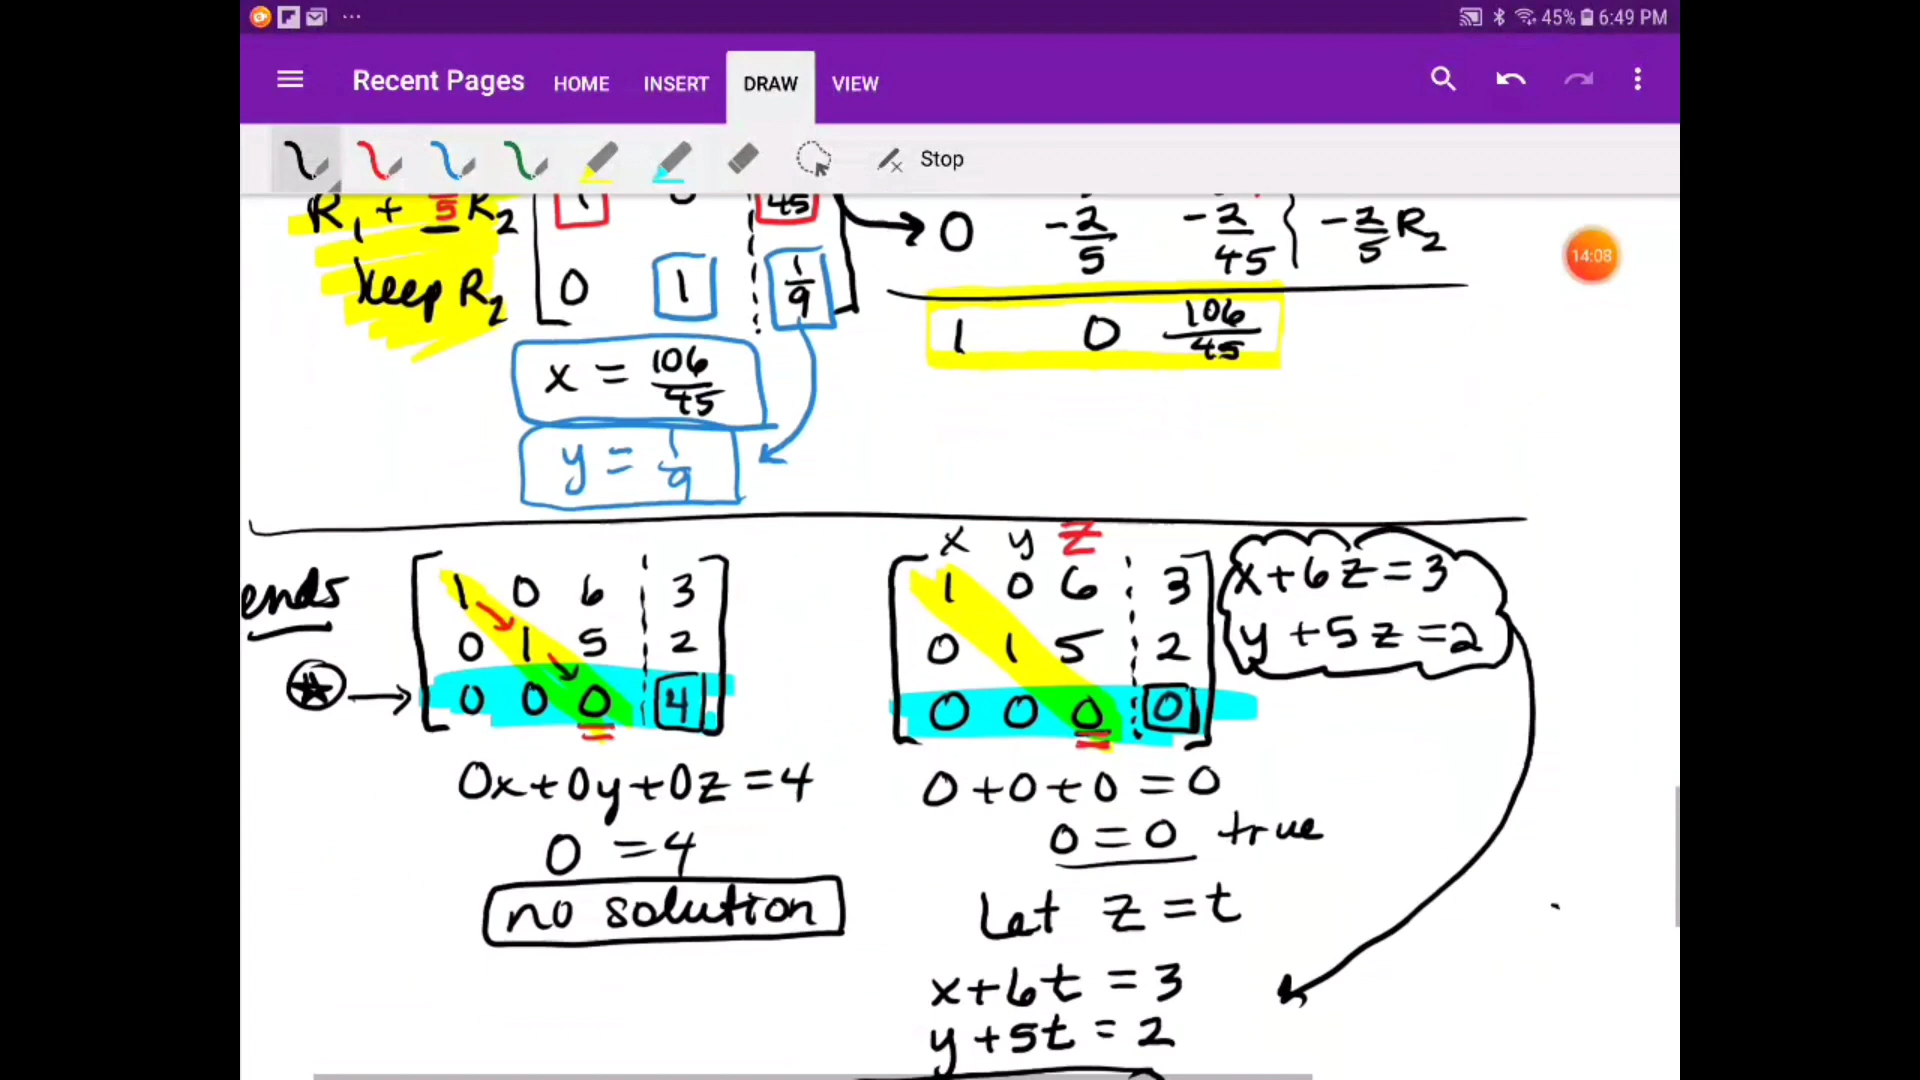 45% 6:49 PM
Recent Pages HOME INSERT DRAW VIEW
Stop
14:08
R1 + 5 R2
1 45
keep R2
0 1 1/9
0 -2/5 -2/45 -2/5 R2
1 0 106/45
x = 106/45
y = 1/9
ends
1 0 6 3
0 1 5 2
0 0 0 4
0x+0y+0z=4
0 =4
no solution
x y z
1 0 6 3
0 1 5 2
0 0 0 0
x+6z=3
y+5z=2
0+0+0=0
0=0 true
Let z=t
x+6t=3
y+5t=2